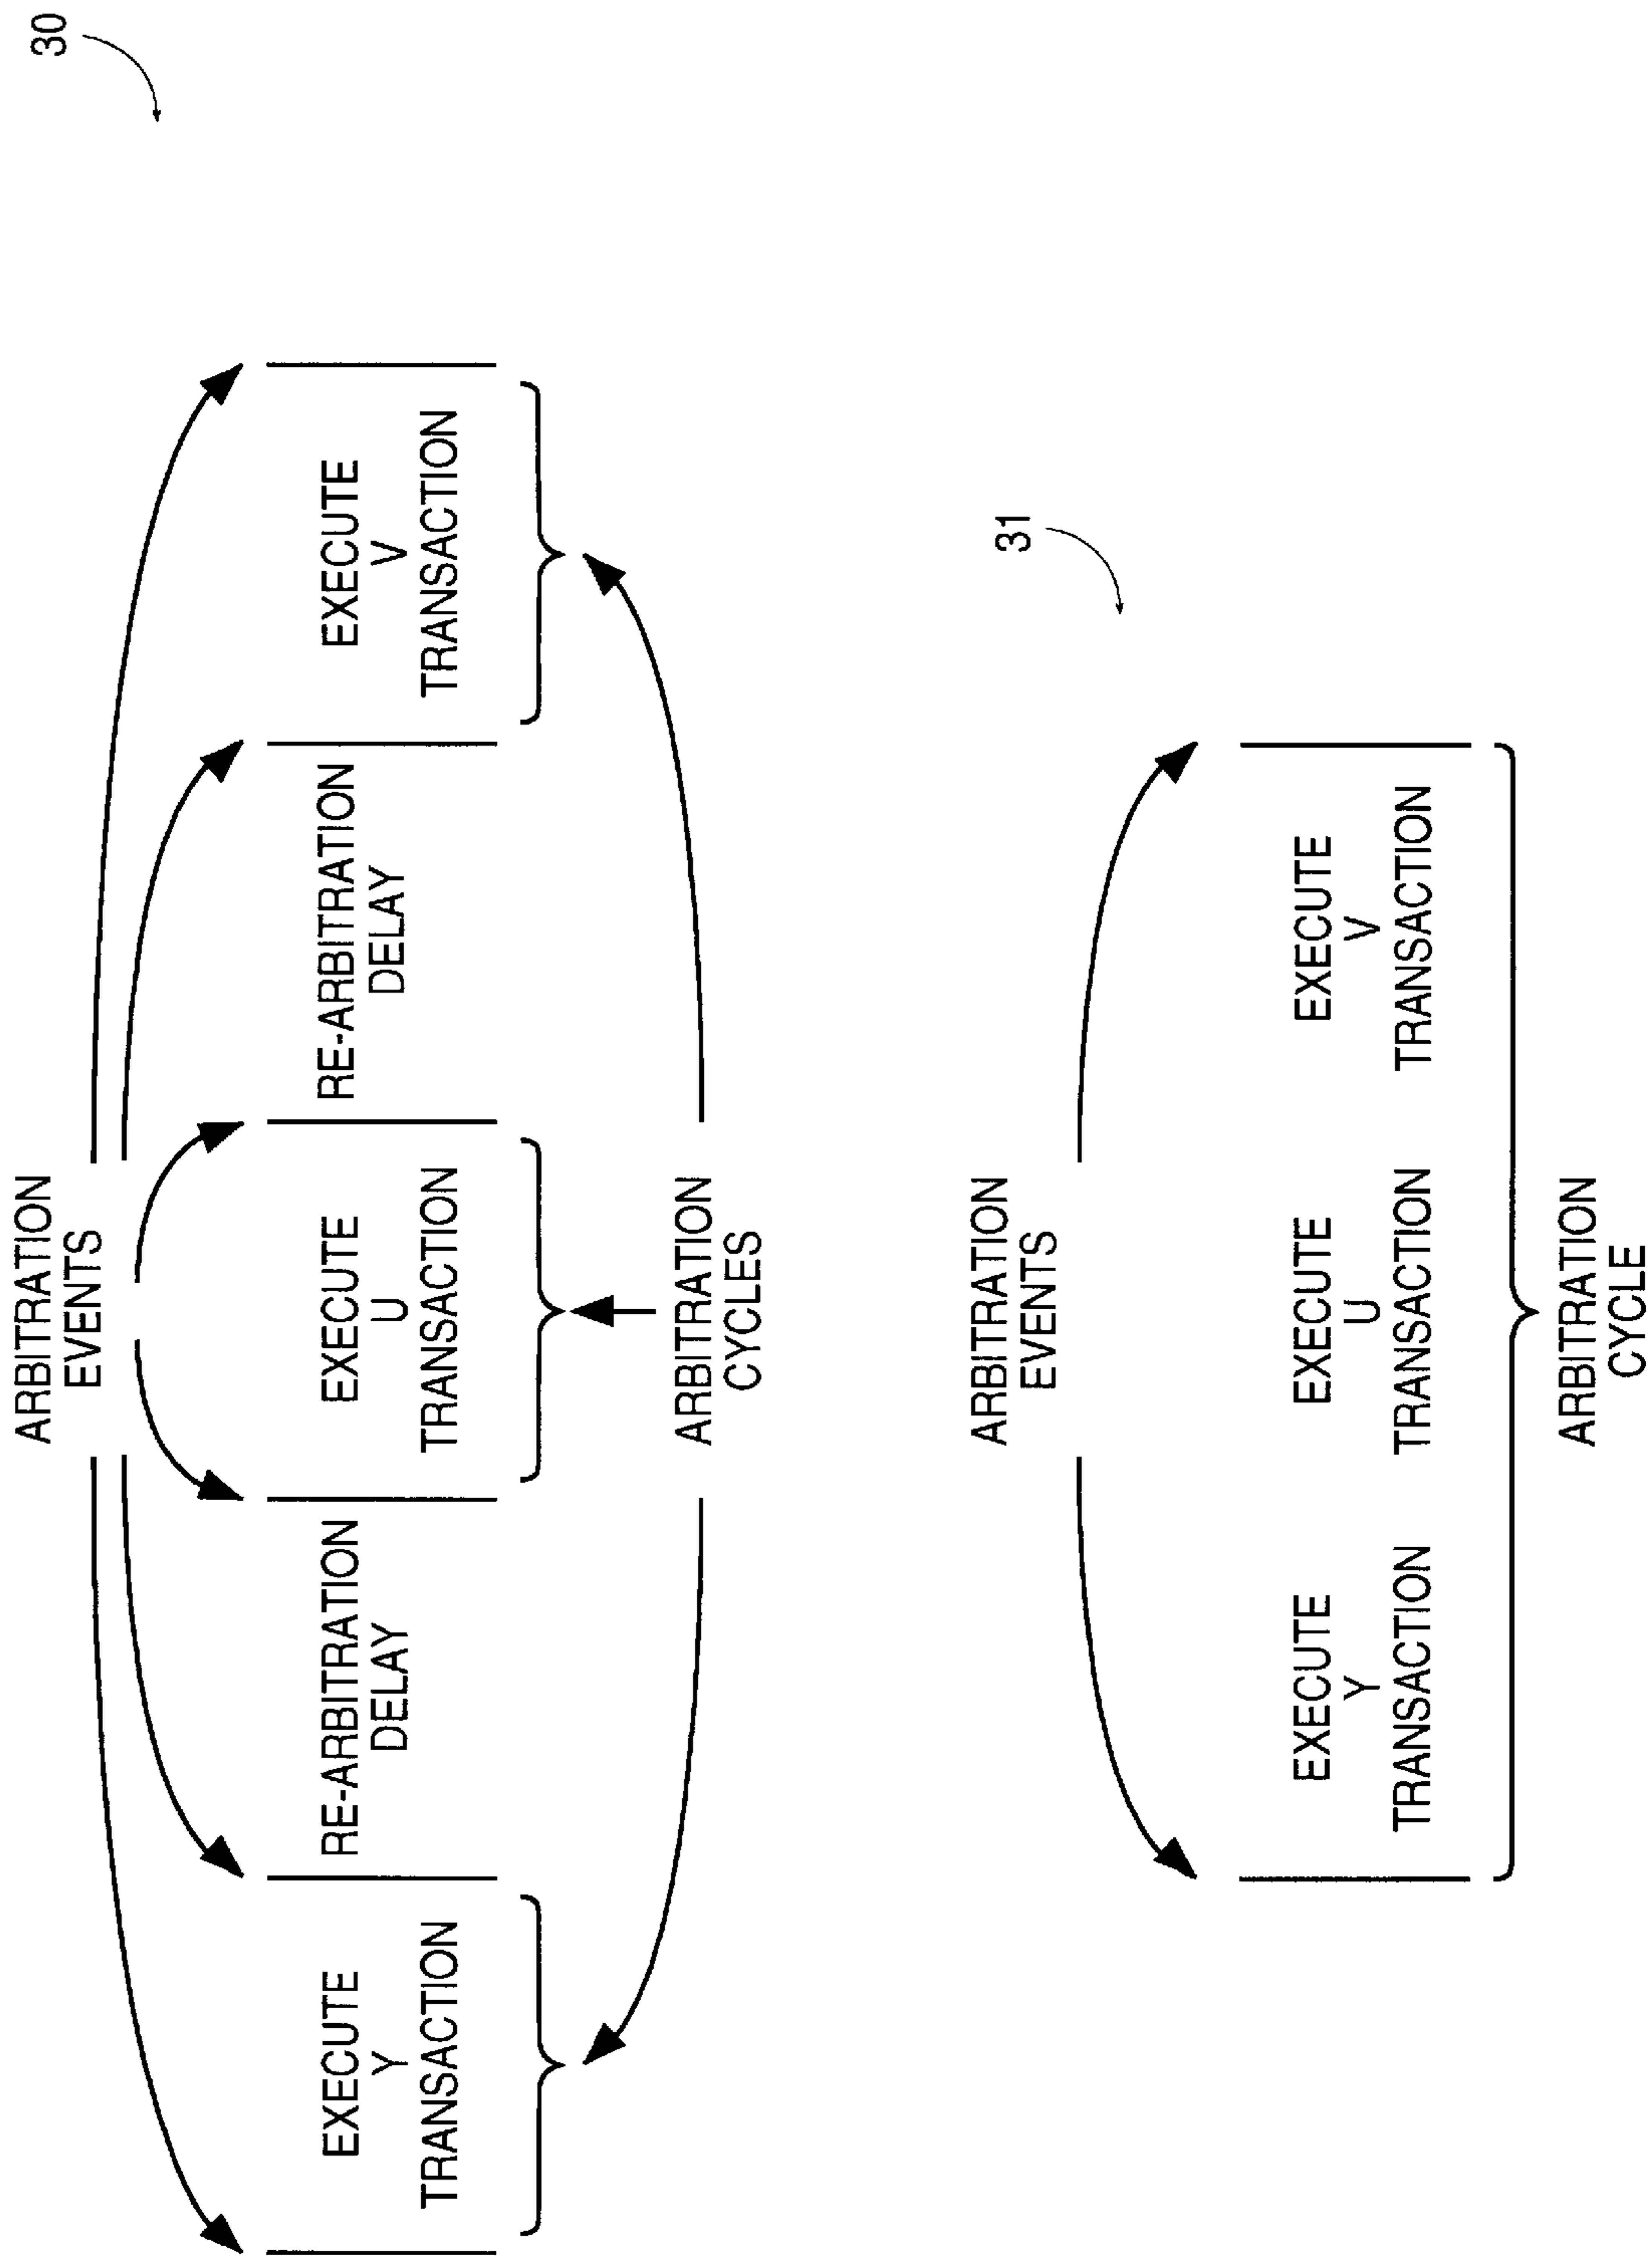 30
ARBITRATION
EVENTS
EXECUTE
Y
TRANSACTION
RE-ARBITRATION
DELAY
EXECUTE
U
TRANSACTION
RE-ARBITRATION
DELAY
EXECUTE
V
TRANSACTION
ARBITRATION
CYCLES
31
ARBITRATION
EVENTS
EXECUTE
Y
TRANSACTION
EXECUTE
U
TRANSACTION
EXECUTE
V
TRANSACTION
ARBITRATION
CYCLE